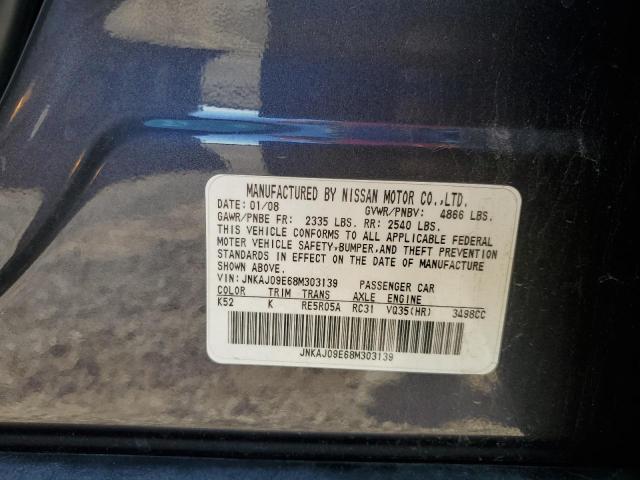 MANUFACTURED BY NISSAN MOTOR CO.,LTD.
DATE: 01/08 GVWR/PNBV: 4866 LBS.
GAWR/PNBE FR: 2335 LBS. RR: 2540 LBS.
THIS VEHICLE CONFORMS TO ALL APPLICABLE FEDERAL
MOTOR VEHICLE SAFETY,BUMPER,AND THEFT PREVENTION
STANDARDS IN EFFECT ON THE DATE OF MANUFACTURE
SHOWN ABOVE.
VIN: JNKAJ09E68M303139 PASSENGER CAR
COLOR TRIM TRANS AXLE ENGINE
K52 K RE5R05A RC31 VQ35(HR) 3498CC
JNKAJ09E68M303139